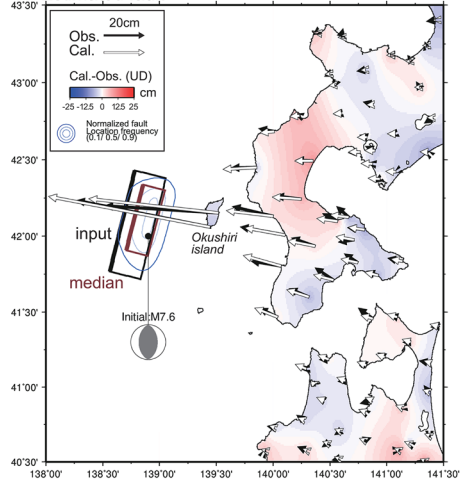 20cm
Obs.
Cal.
Cal.-Obs. (UD)
-25 -12.5 0 12.5 25 cm
Normalized fault
Location frequency
(0.1/ 0.5/ 0.9)
43˚30'
43˚00'
42˚30'
42˚00'
41˚30'
41˚00'
40˚30'
input
median
Okushiri
island
Initial:M7.6
138˚00' 138˚30' 139˚00' 139˚30' 140˚00' 140˚30' 141˚00' 141˚30'